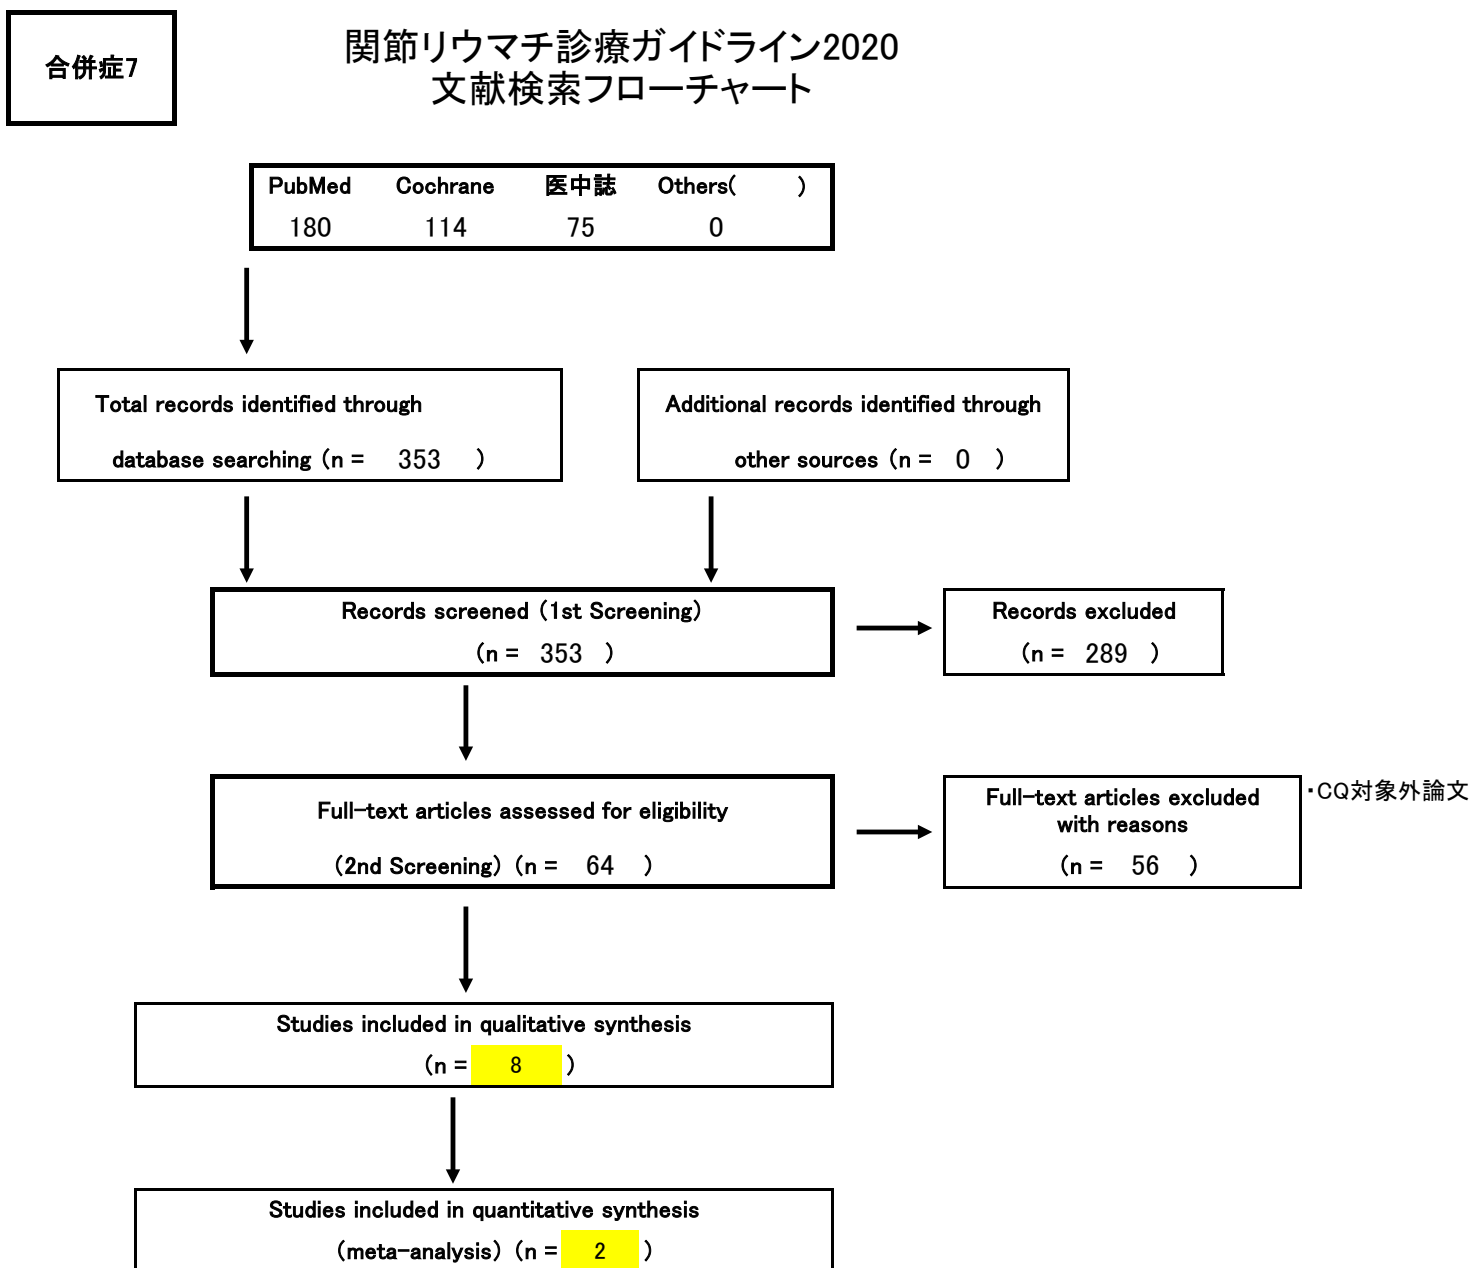 合併症7
関節リウマチ診療ガイドライン2020
文献検索フローチャート
PubMed Cochrane 医中誌 Others( )
180 114 75 0
Total records identified through
database searching (n = 353 )
Additional records identified through
other sources (n = 0 )
Records screened (1st Screening)
(n = 353 )
Records excluded
(n = 289 )
Full-text articles assessed for eligibility
(2nd Screening) (n = 64 )
Full-text articles excluded
with reasons
(n = 56 )
・CQ対象外論文
Studies included in qualitative synthesis
(n = 8 )
Studies included in quantitative synthesis
(meta-analysis) (n = 2 )